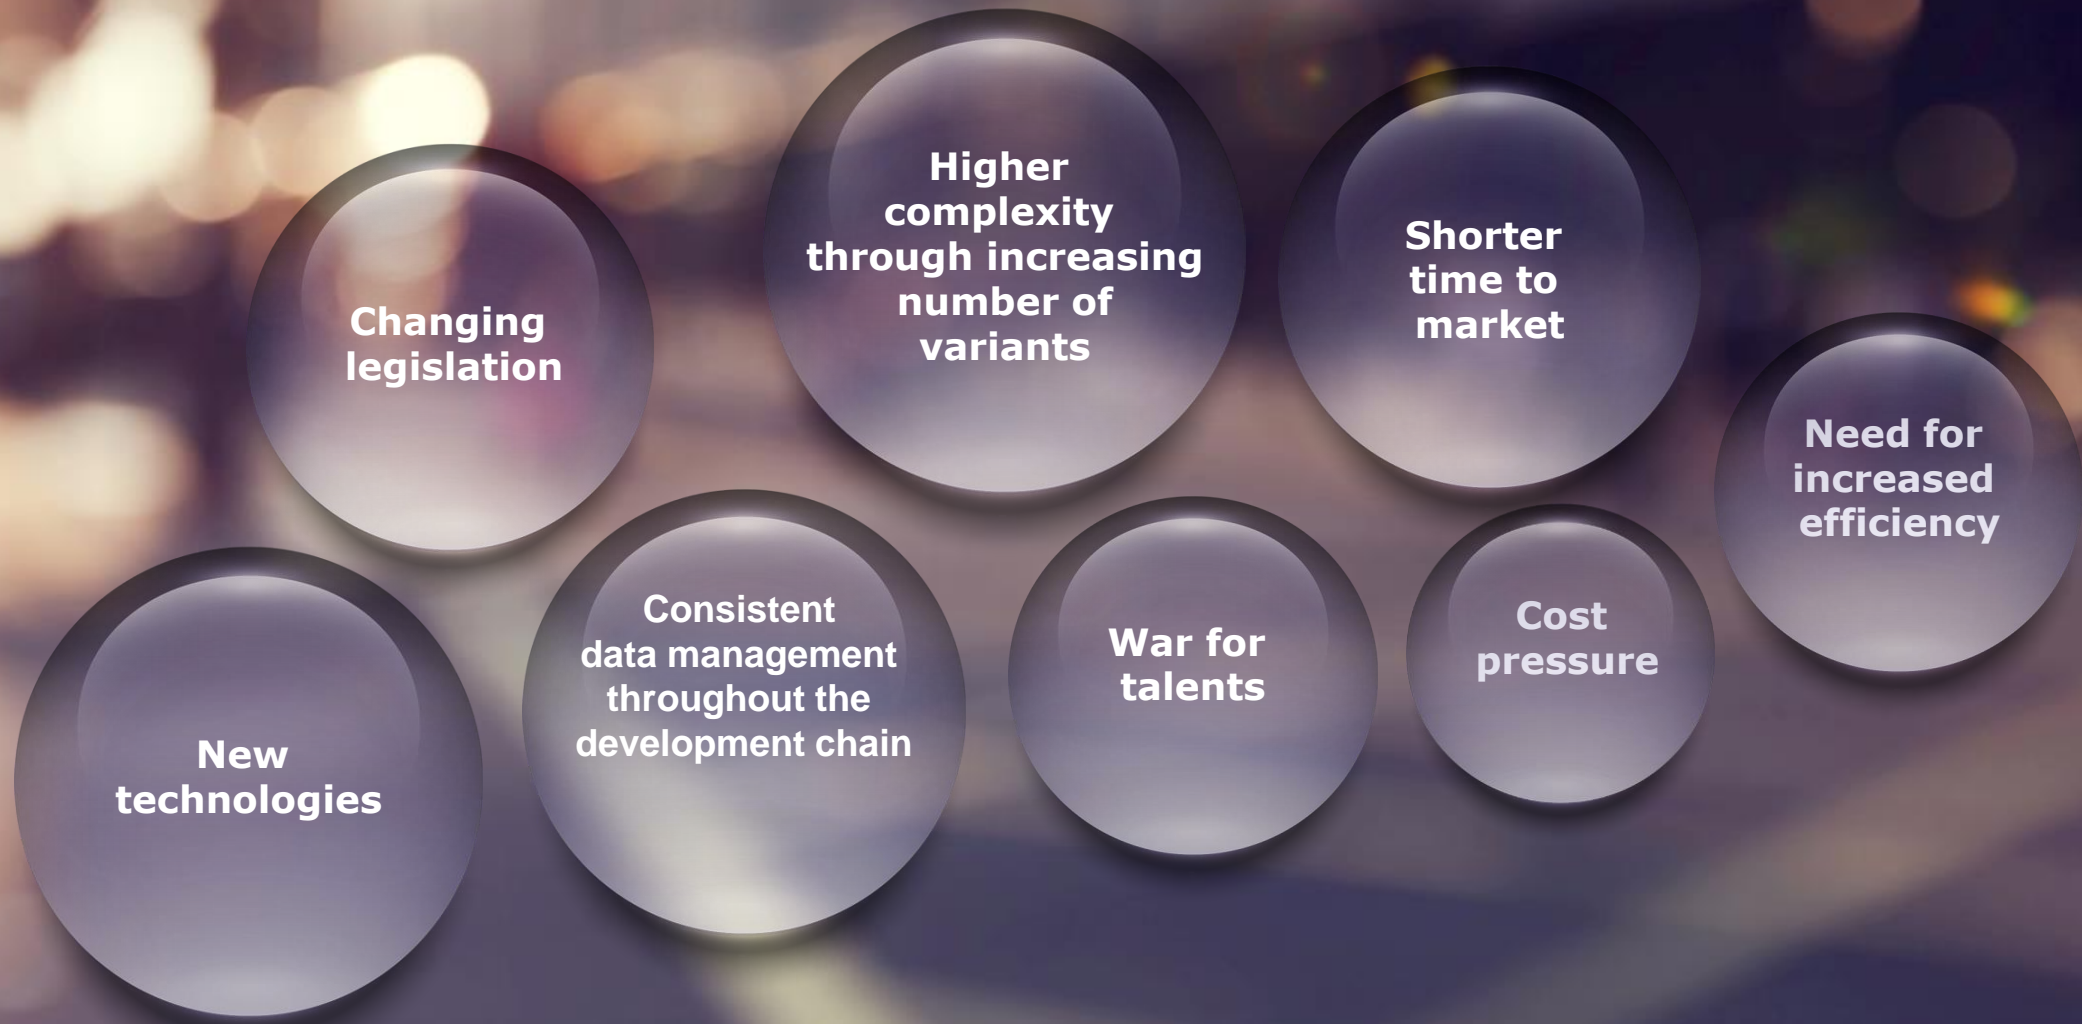 Higher
complexity
through increasing
number of
variants
Shorter
time to
market
Changing
legislation
Need for
increased
efficiency
Consistent
data management
throughout the
development chain
War for
talents
Cost
pressure
New
technologies